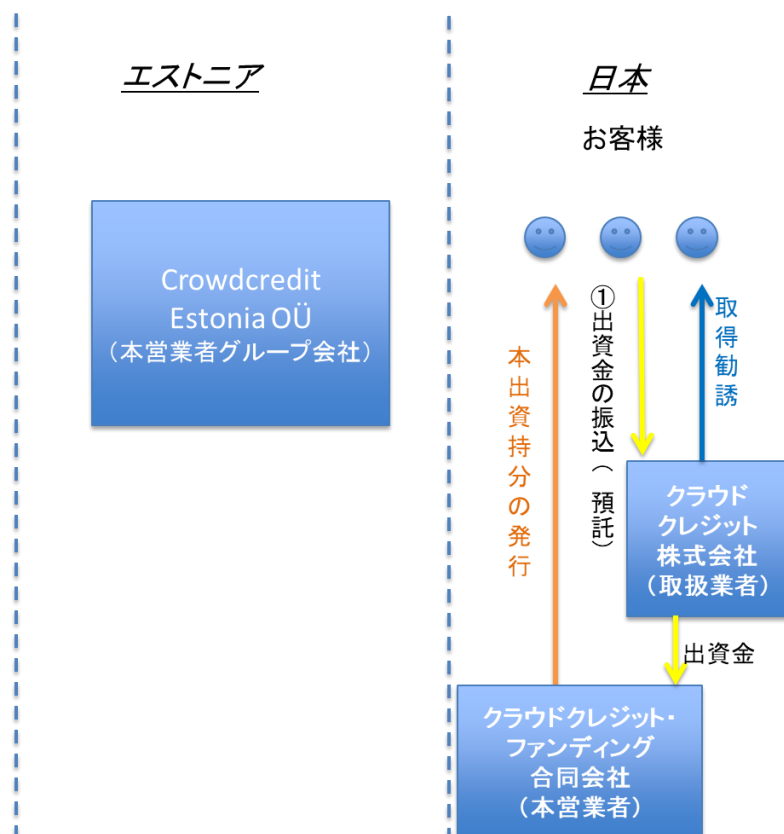 エストニア
日本
お客様
Crowdcredit
Estonia OÜ
（本営業者グループ会社）
本出資持分の発行
①出資金の振込（預託）
取得勧誘
クラウド
クレジット
株式会社
（取扱業者）
出資金
クラウドクレジット・
ファンディング
合同会社
（本営業者）